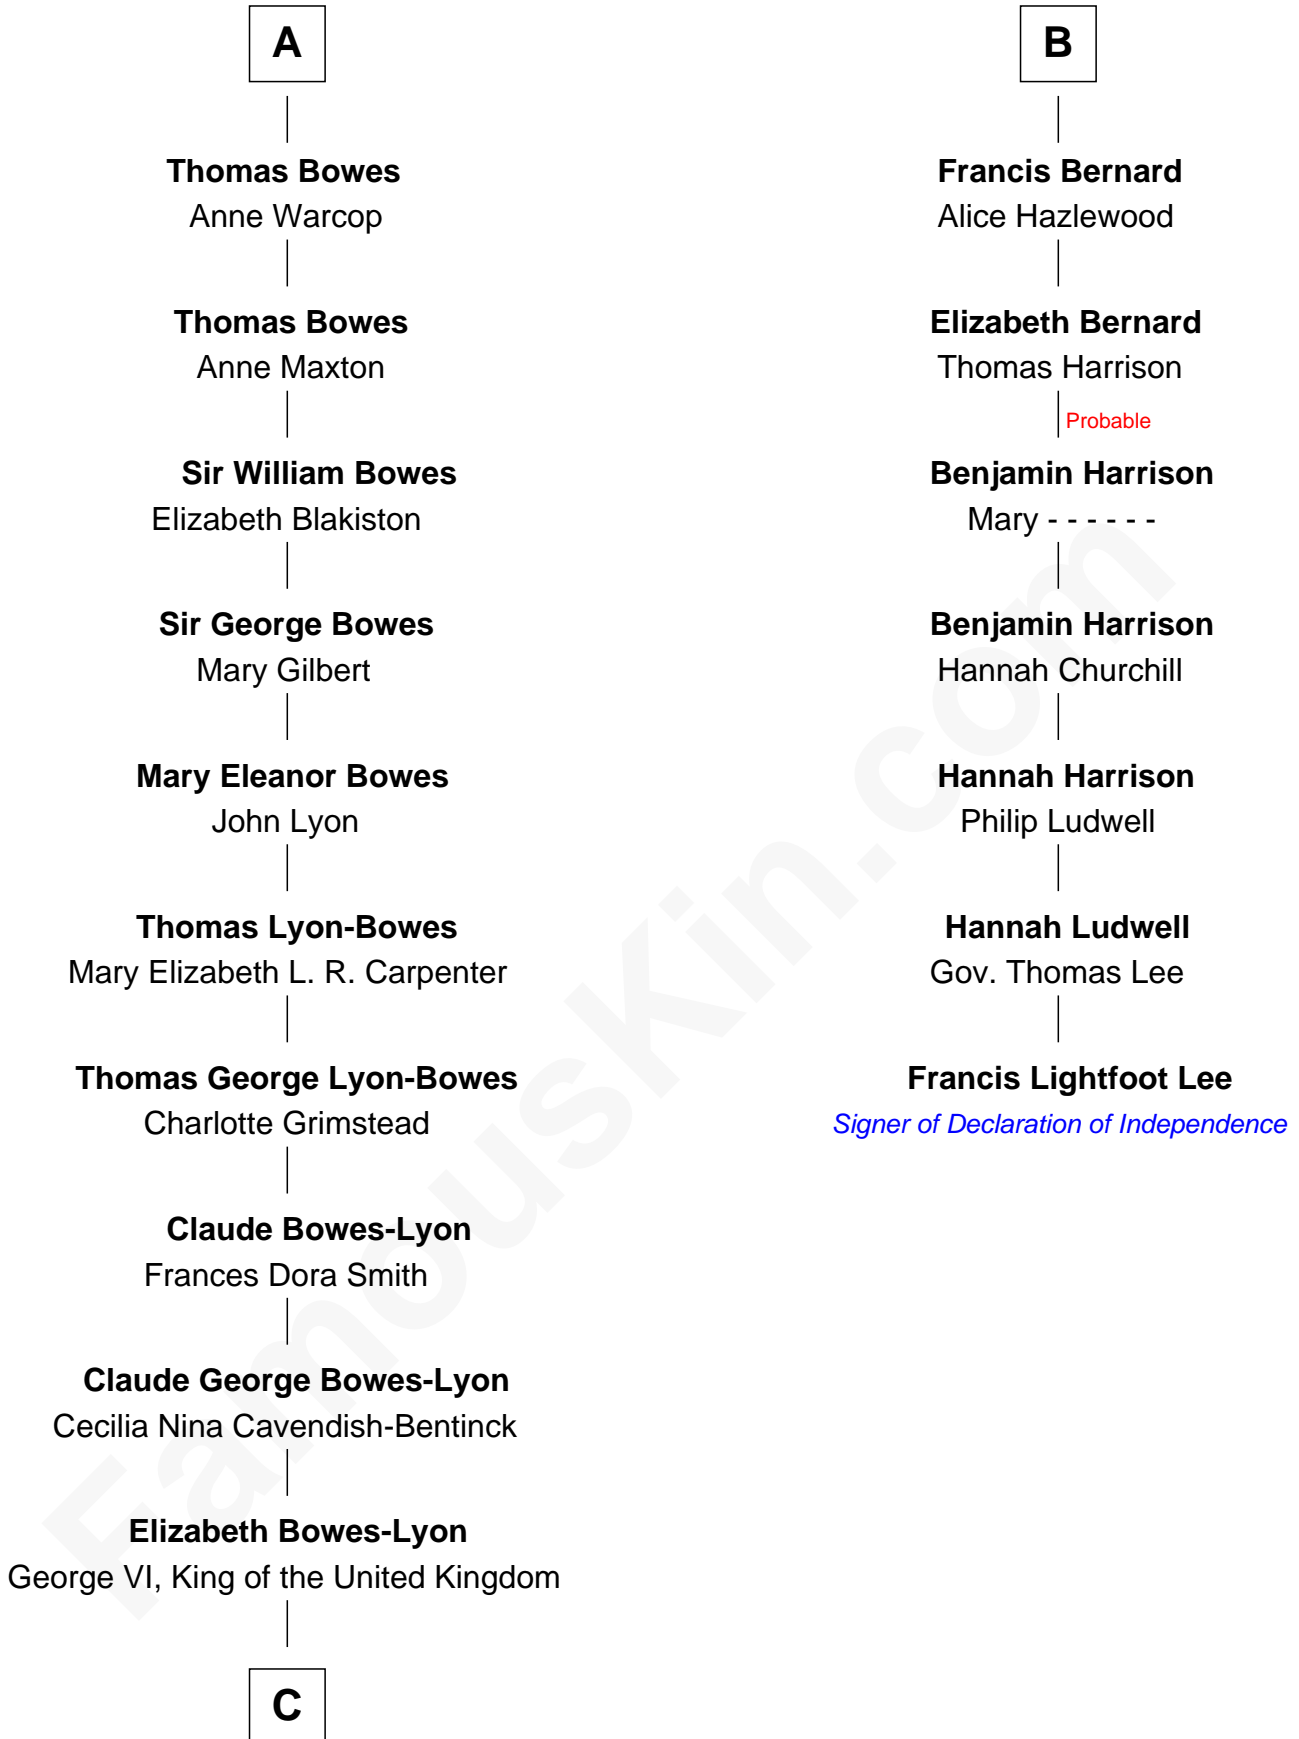 A
Thomas Bowes
Anne Warcop
Thomas Bowes
Anne Maxton
Sir William Bowes
Elizabeth Blakiston
Sir George Bowes
Mary Gilbert
Mary Eleanor Bowes
John Lyon
Thomas Lyon-Bowes
Mary Elizabeth L. R. Carpenter
Thomas George Lyon-Bowes
Charlotte Grimstead
Claude Bowes-Lyon
Frances Dora Smith
Claude George Bowes-Lyon
Cecilia Nina Cavendish-Bentinck
Elizabeth Bowes-Lyon
George VI, King of the United Kingdom
C
B
Francis Bernard
Alice Hazlewood
Elizabeth Bernard
Thomas Harrison
Probable
Benjamin Harrison
Mary - - - - - -
Benjamin Harrison
Hannah Churchill
Hannah Harrison
Philip Ludwell
Hannah Ludwell
Gov. Thomas Lee
Francis Lightfoot Lee
Signer of Declaration of Independence
FamousKin.com